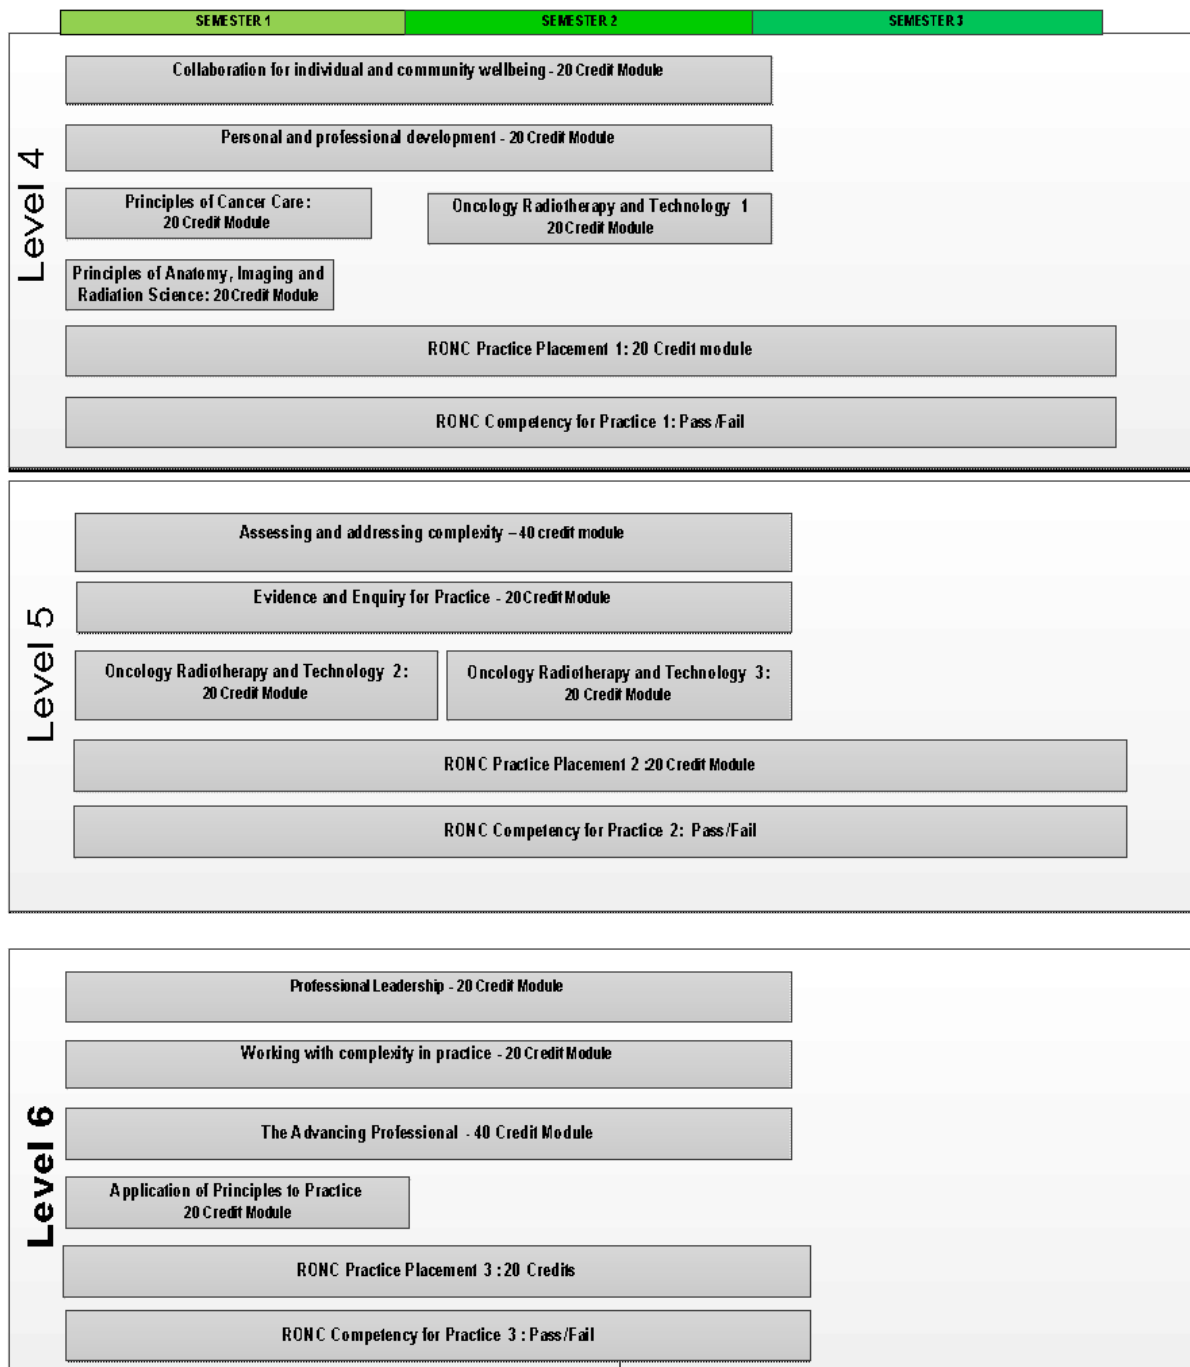 SEMESTER 1
SEMESTER 2
SEMESTER 3
Level 4
Collaboration for individual and community wellbeing - 20 Credit Module
Personal and professional development - 20 Credit Module
Principles of Cancer Care:
20 Credit Module
Oncology Radiotherapy and Technology 1
20 Credit Module
Principles of Anatomy, Imaging and
Radiation Science: 20 Credit Module
RONC Practice Placement 1: 20 Credit module
RONC Competency for Practice 1: Pass/Fail
Level 5
Assessing and addressing complexity – 40 credit module
Evidence and Enquiry for Practice - 20 Credit Module
Oncology Radiotherapy and Technology 2:
20 Credit Module
Oncology Radiotherapy and Technology 3:
20 Credit Module
RONC Practice Placement 2 :20 Credit Module
RONC Competency for Practice 2: Pass/Fail
Level 6
Professional Leadership - 20 Credit Module
Working with complexity in practice - 20 Credit Module
The Advancing Professional - 40 Credit Module
Application of Principles to Practice
20 Credit Module
RONC Practice Placement 3 :20 Credits
RONC Competency for Practice 3 : Pass/Fail